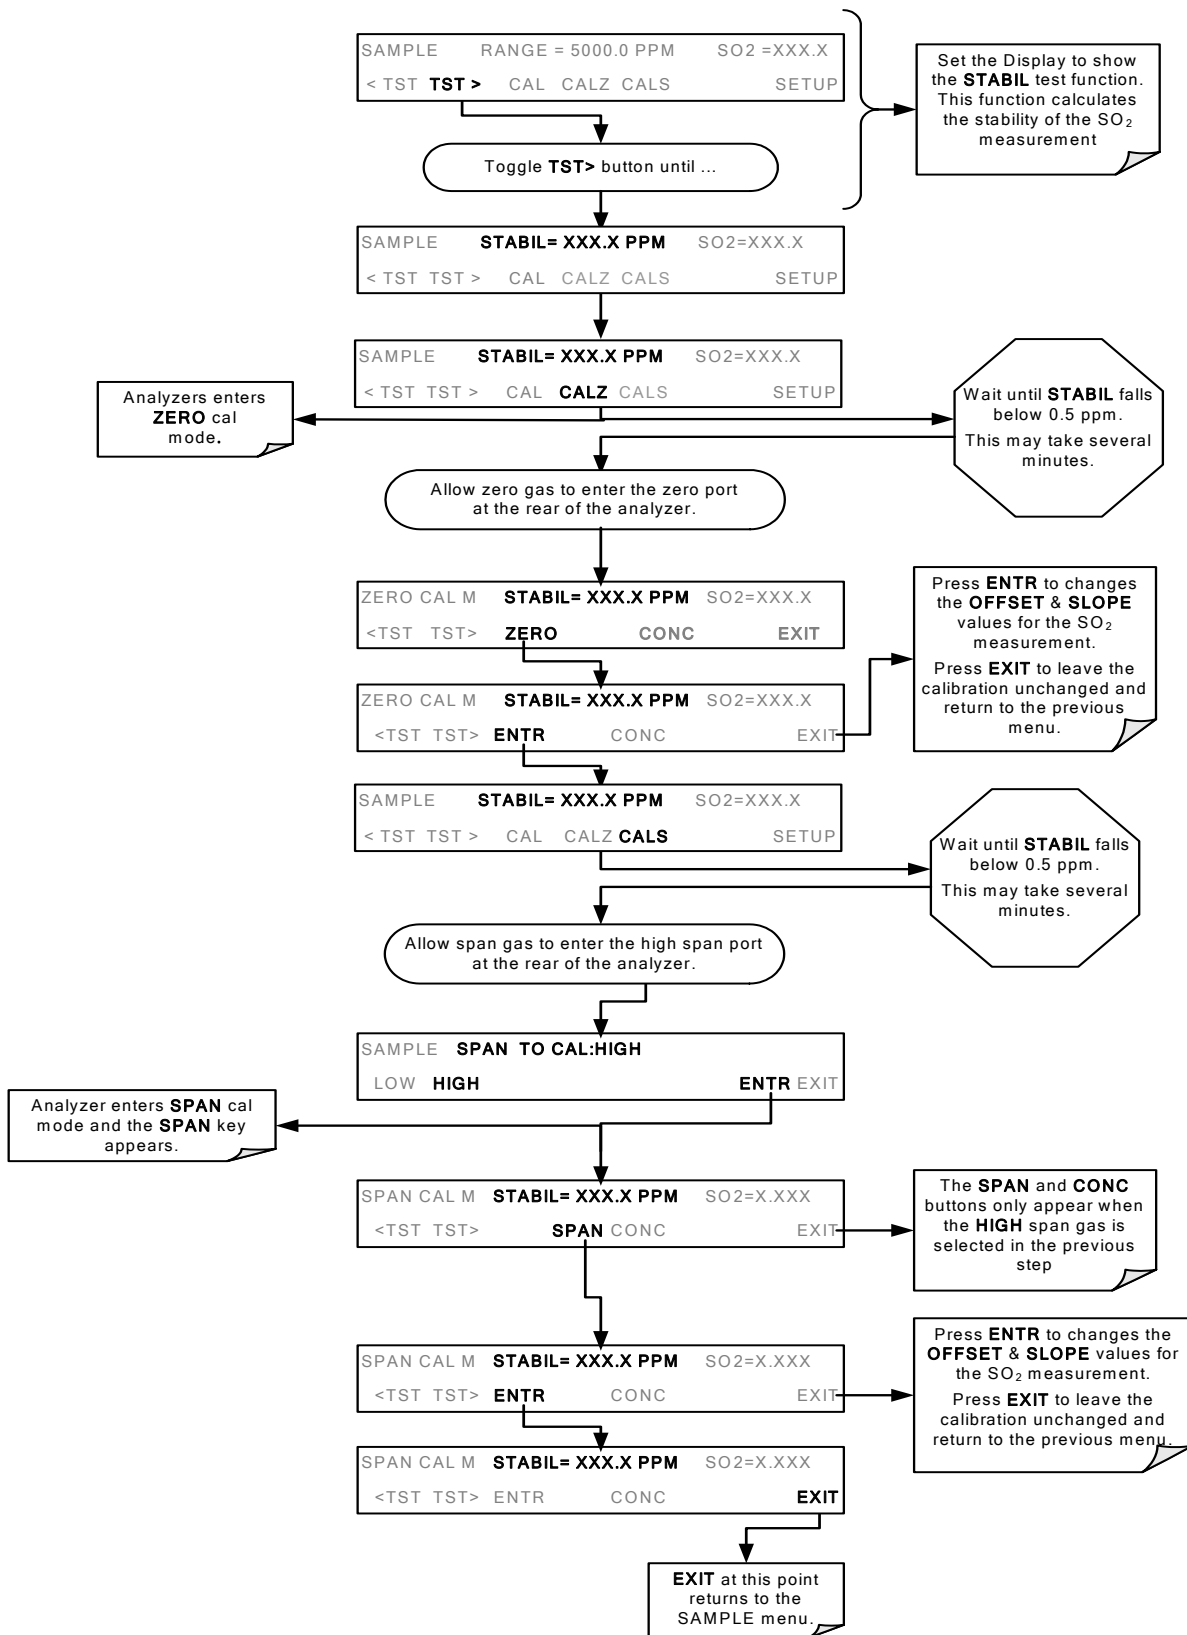 SAMPLE RANGE = 5000.0 PPM SO2 =XXX.X
< TST TST > CAL CALZ CALS SETUP
Set the Display to show
the STABIL test function.
This function calculates
the stability of the SO2
measurement
Toggle TST> button until ...
SAMPLE STABIL= XXX.X PPM SO2=XXX.X
< TST TST > CAL CALZ CALS SETUP
SAMPLE STABIL= XXX.X PPM SO2=XXX.X
< TST TST > CAL CALZ CALS SETUP
Analyzers enters
ZERO cal
mode.
Wait until STABIL falls
below 0.5 ppm.
This may take several
minutes.
Allow zero gas to enter the zero port
at the rear of the analyzer.
ZERO CAL M STABIL= XXX.X PPM SO2=XXX.X
<TST TST> ZERO CONC EXIT
Press ENTR to changes
the OFFSET & SLOPE
values for the SO2
measurement.
Press EXIT to leave the
calibration unchanged and
return to the previous
menu.
ZERO CAL M STABIL= XXX.X PPM SO2=XXX.X
<TST TST> ENTR CONC EXIT
SAMPLE STABIL= XXX.X PPM SO2=XXX.X
< TST TST > CAL CALZ CALS SETUP
Wait until STABIL falls
below 0.5 ppm.
This may take several
minutes.
Allow span gas to enter the high span port
at the rear of the analyzer.
SAMPLE SPAN TO CAL:HIGH
LOW HIGH ENTR EXIT
Analyzer enters SPAN cal
mode and the SPAN key
appears.
SPAN CAL M STABIL= XXX.X PPM SO2=X.XXX
<TST TST> SPAN CONC EXIT
The SPAN and CONC
buttons only appear when
the HIGH span gas is
selected in the previous
step
SPAN CAL M STABIL= XXX.X PPM SO2=X.XXX
<TST TST> ENTR CONC EXIT
Press ENTR to changes the
OFFSET & SLOPE values for
the SO2 measurement.
Press EXIT to leave the
calibration unchanged and
return to the previous menu.
SPAN CAL M STABIL= XXX.X PPM SO2=X.XXX
<TST TST> ENTR CONC EXIT
EXIT at this point
returns to the
SAMPLE menu.